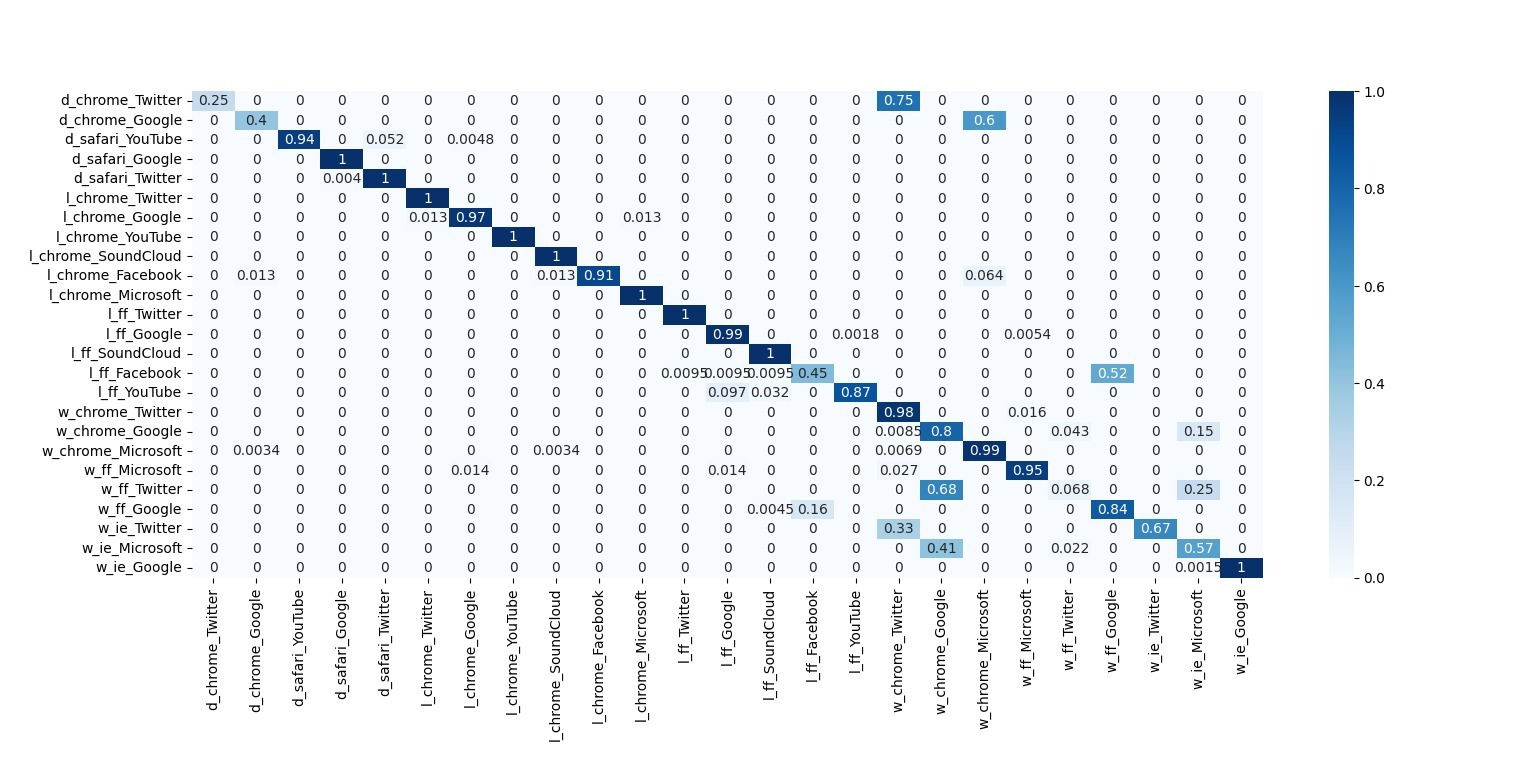 d_chrome_Twitter 0.25 0 0 0 0 0 0 0 0 0 0 0 0 0 0 0 0.75 0 0 0 0 0 0 0 0
d_chrome_Google 0 0.4 0 0 0 0 0 0 0 0 0 0 0 0 0 0 0 0 0.6 0 0 0 0 0 0
d_safari_YouTube 0 0 0.94 0 0.052 0 0.0048 0 0 0 0 0 0 0 0 0 0 0 0 0 0 0 0 0 0
d_safari_Google 0 0 0 1 0 0 0 0 0 0 0 0 0 0 0 0 0 0 0 0 0 0 0 0 0
d_safari_Twitter 0 0 0 0.004 1 0 0 0 0 0 0 0 0 0 0 0 0 0 0 0 0 0 0 0 0
l_chrome_Twitter 0 0 0 0 0 1 0 0 0 0 0 0 0 0 0 0 0 0 0 0 0 0 0 0 0
l_chrome_Google 0 0 0 0 0 0.013 0.97 0 0 0 0.013 0 0 0 0 0 0 0 0 0 0 0 0 0 0
l_chrome_YouTube 0 0 0 0 0 0 0 1 0 0 0 0 0 0 0 0 0 0 0 0 0 0 0 0 0
l_chrome_SoundCloud 0 0 0 0 0 0 0 0 1 0 0 0 0 0 0 0 0 0 0 0 0 0 0 0 0
l_chrome_Facebook 0 0.013 0 0 0 0 0 0 0.013 0.91 0 0 0 0 0 0 0 0 0.064 0 0 0 0 0 0
l_chrome_Microsoft 0 0 0 0 0 0 0 0 0 0 1 0 0 0 0 0 0 0 0 0 0 0 0 0 0
l_ff_Twitter 0 0 0 0 0 0 0 0 0 0 0 1 0 0 0 0 0 0 0 0 0 0 0 0 0
l_ff_Google 0 0 0 0 0 0 0 0 0 0 0 0 0.99 0 0 0.0018 0 0 0 0.0054 0 0 0 0 0
l_ff_SoundCloud 0 0 0 0 0 0 0 0 0 0 0 0 0 1 0 0 0 0 0 0 0 0 0 0 0
l_ff_Facebook 0 0 0 0 0 0 0 0 0 0 0 0.0095 0.0095 0.0095 0.45 0 0 0 0 0 0 0.52 0 0 0
l_ff_YouTube 0 0 0 0 0 0 0 0 0 0 0 0 0.097 0.032 0 0.87 0 0 0 0 0 0 0 0 0
w_chrome_Twitter 0 0 0 0 0 0 0 0 0 0 0 0 0 0 0 0 0.98 0 0 0.016 0 0 0 0 0
w_chrome_Google 0 0 0 0 0 0 0 0 0 0 0 0 0 0 0 0 0.0085 0.8 0 0 0.043 0 0 0.15 0
w_chrome_Microsoft 0 0.0034 0 0 0 0 0 0 0.0034 0 0 0 0 0 0 0 0.0069 0 0.99 0 0 0 0 0 0
w_ff_Microsoft 0 0 0 0 0 0 0.014 0 0 0 0 0 0.014 0 0 0 0.027 0 0 0.95 0 0 0 0 0
w_ff_Twitter 0 0 0 0 0 0 0 0 0 0 0 0 0 0 0 0 0 0.68 0 0 0.068 0 0 0.25 0
w_ff_Google 0 0 0 0 0 0 0 0 0 0 0 0 0 0.0045 0.16 0 0 0 0 0 0 0.84 0 0 0
w_ie_Twitter 0 0 0 0 0 0 0 0 0 0 0 0 0 0 0 0 0.33 0 0 0 0 0 0.67 0 0
w_ie_Microsoft 0 0 0 0 0 0 0 0 0 0 0 0 0 0 0 0 0 0.41 0 0 0.022 0 0 0.57 0
w_ie_Google 0 0 0 0 0 0 0 0 0 0 0 0 0 0 0 0 0 0 0 0 0 0 0 0.0015 1
d_chrome_Twitter
d_chrome_Google
d_safari_YouTube
d_safari_Google
d_safari_Twitter
l_chrome_Twitter
l_chrome_Google
l_chrome_YouTube
l_chrome_SoundCloud
l_chrome_Facebook
l_chrome_Microsoft
l_ff_Twitter
l_ff_Google
l_ff_SoundCloud
l_ff_Facebook
l_ff_YouTube
w_chrome_Twitter
w_chrome_Google
w_chrome_Microsoft
w_ff_Microsoft
w_ff_Twitter
w_ff_Google
w_ie_Twitter
w_ie_Microsoft
w_ie_Google
1.0
0.8
0.6
0.4
0.2
0.0